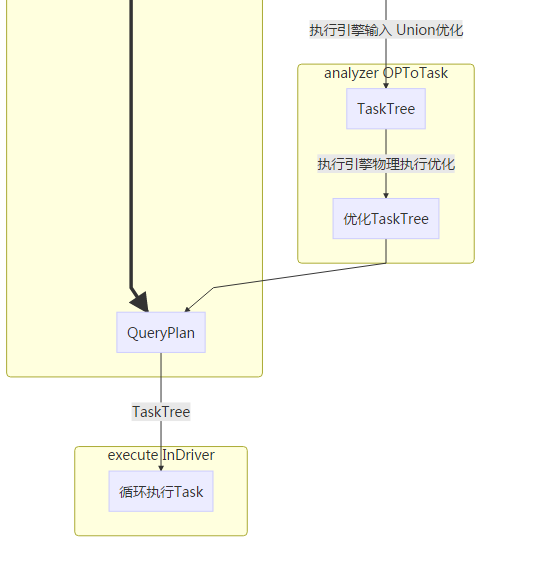 执行引擎输入 Union优化
analyzer OPToTask
TaskTree
执行引擎物理执行优化
优化TaskTree
QueryPlan
TaskTree
execute InDriver
循环执行Task